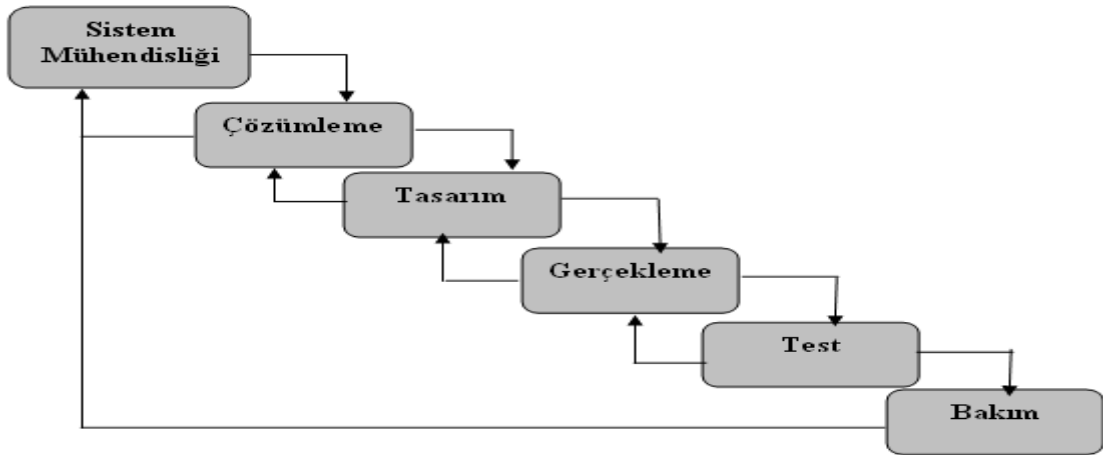 Sistem
Mühendisliği
Çözümleme
Tasarım
Gerçekleme
Test
Bakım